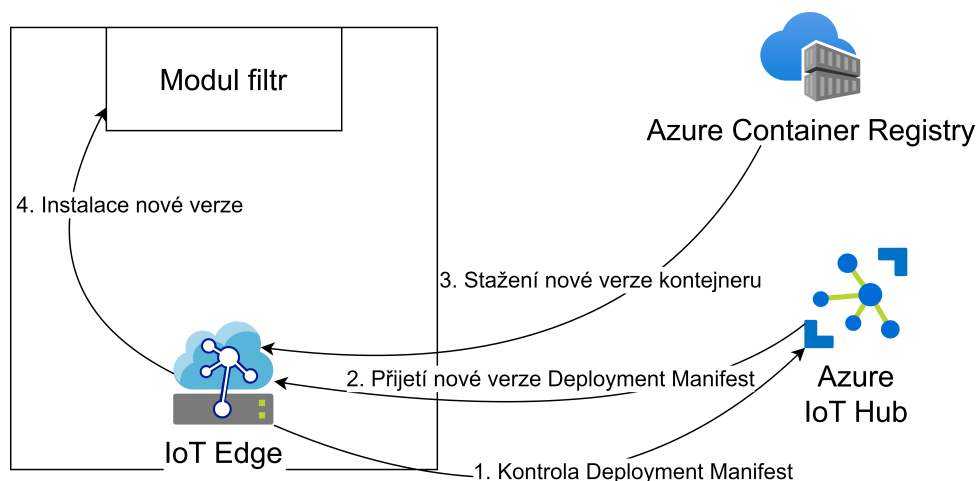 Modul filtr
Azure Container Registry
4. Instalace nové verze
3. Stažení nové verze kontejneru
2. Přijetí nové verze Deployment Manifest
Azure
IoT Hub
IoT Edge
1. Kontrola Deployment Manifest